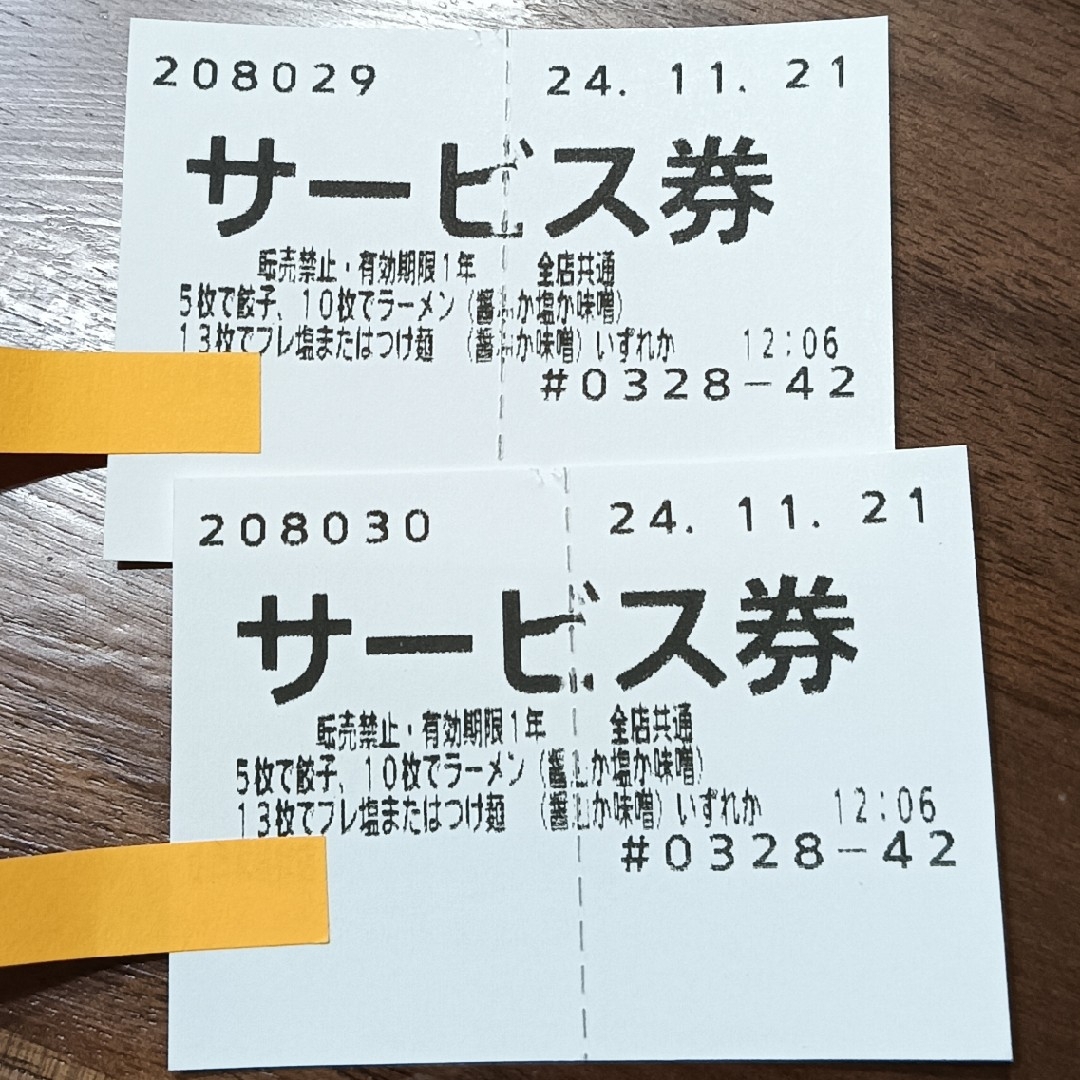 208029 24. 11. 21
サービス券
転売禁止・有効期限1年 全店共通
5枚で餃子、10枚でラーメン(醤油か塩か味噌)
13枚でプレ塩またはつけ麺 (醤油か味噌)いずれか 12:06
#0328-42
208030 24. 11. 21
サービス券
転売禁止・有効期限1年 全店共通
5枚で餃子、10枚でラーメン(醤油か塩か味噌)
13枚でプレ塩またはつけ麺 (醤油か味噌)いずれか 12:06
#0328-42